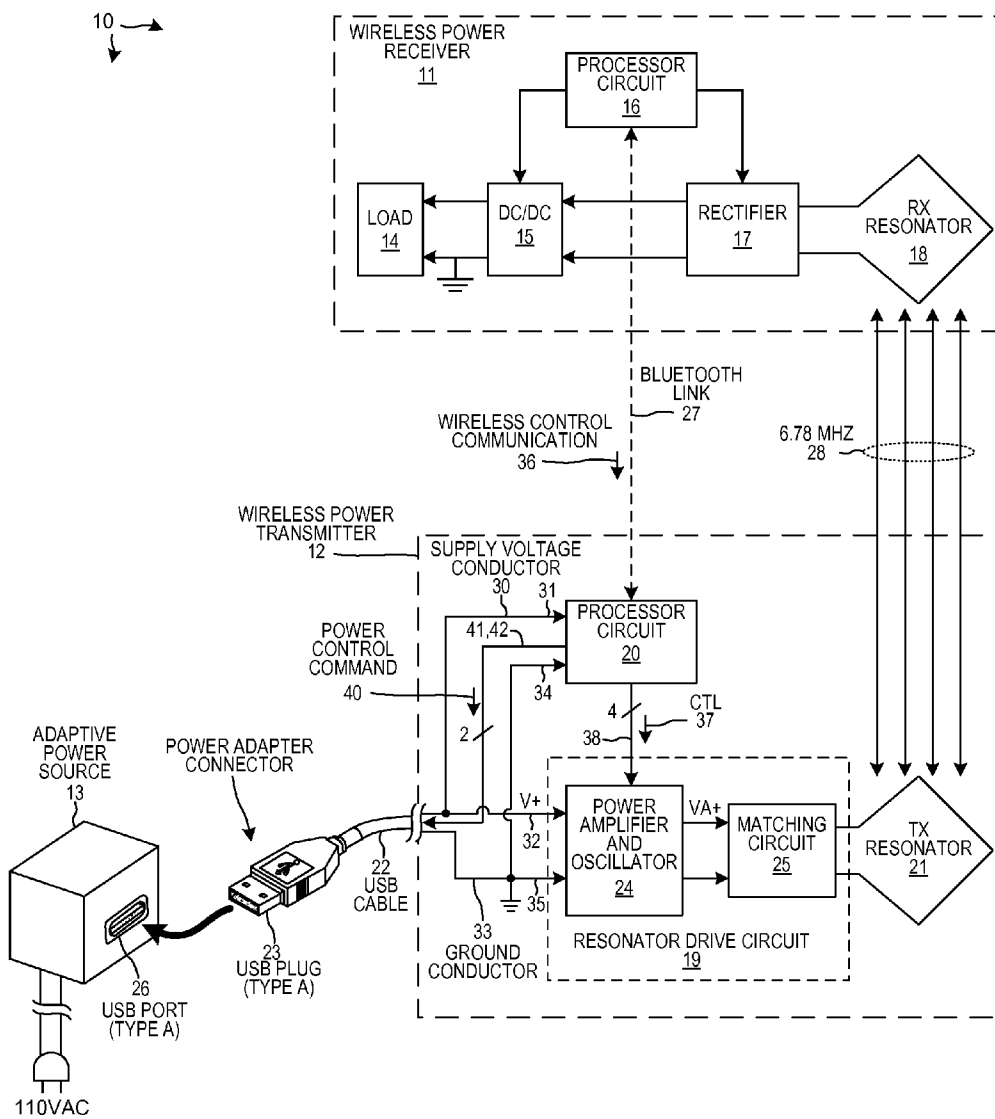 10
WIRELESS POWER
RECEIVER
11
PROCESSOR
CIRCUIT
16
LOAD
14
DC/DC
15
RECTIFIER
17
RX
RESONATOR
18
BLUETOOTH
LINK
27
WIRELESS CONTROL
COMMUNICATION
36
6.78 MHZ
28
WIRELESS POWER
TRANSMITTER
12
SUPPLY VOLTAGE
CONDUCTOR
30
31
PROCESSOR
CIRCUIT
20
41,42
34
POWER
CONTROL
COMMAND
40
2
4
38
CTL
37
ADAPTIVE
POWER
SOURCE
13
POWER ADAPTER
CONNECTOR
V+
32
POWER
AMPLIFIER
AND
OSCILLATOR
24
VA+
MATCHING
CIRCUIT
25
TX
RESONATOR
21
22
USB
CABLE
35
33
GROUND
CONDUCTOR
RESONATOR DRIVE CIRCUIT
19
23
USB PLUG
(TYPE A)
26
USB PORT
(TYPE A)
110VAC